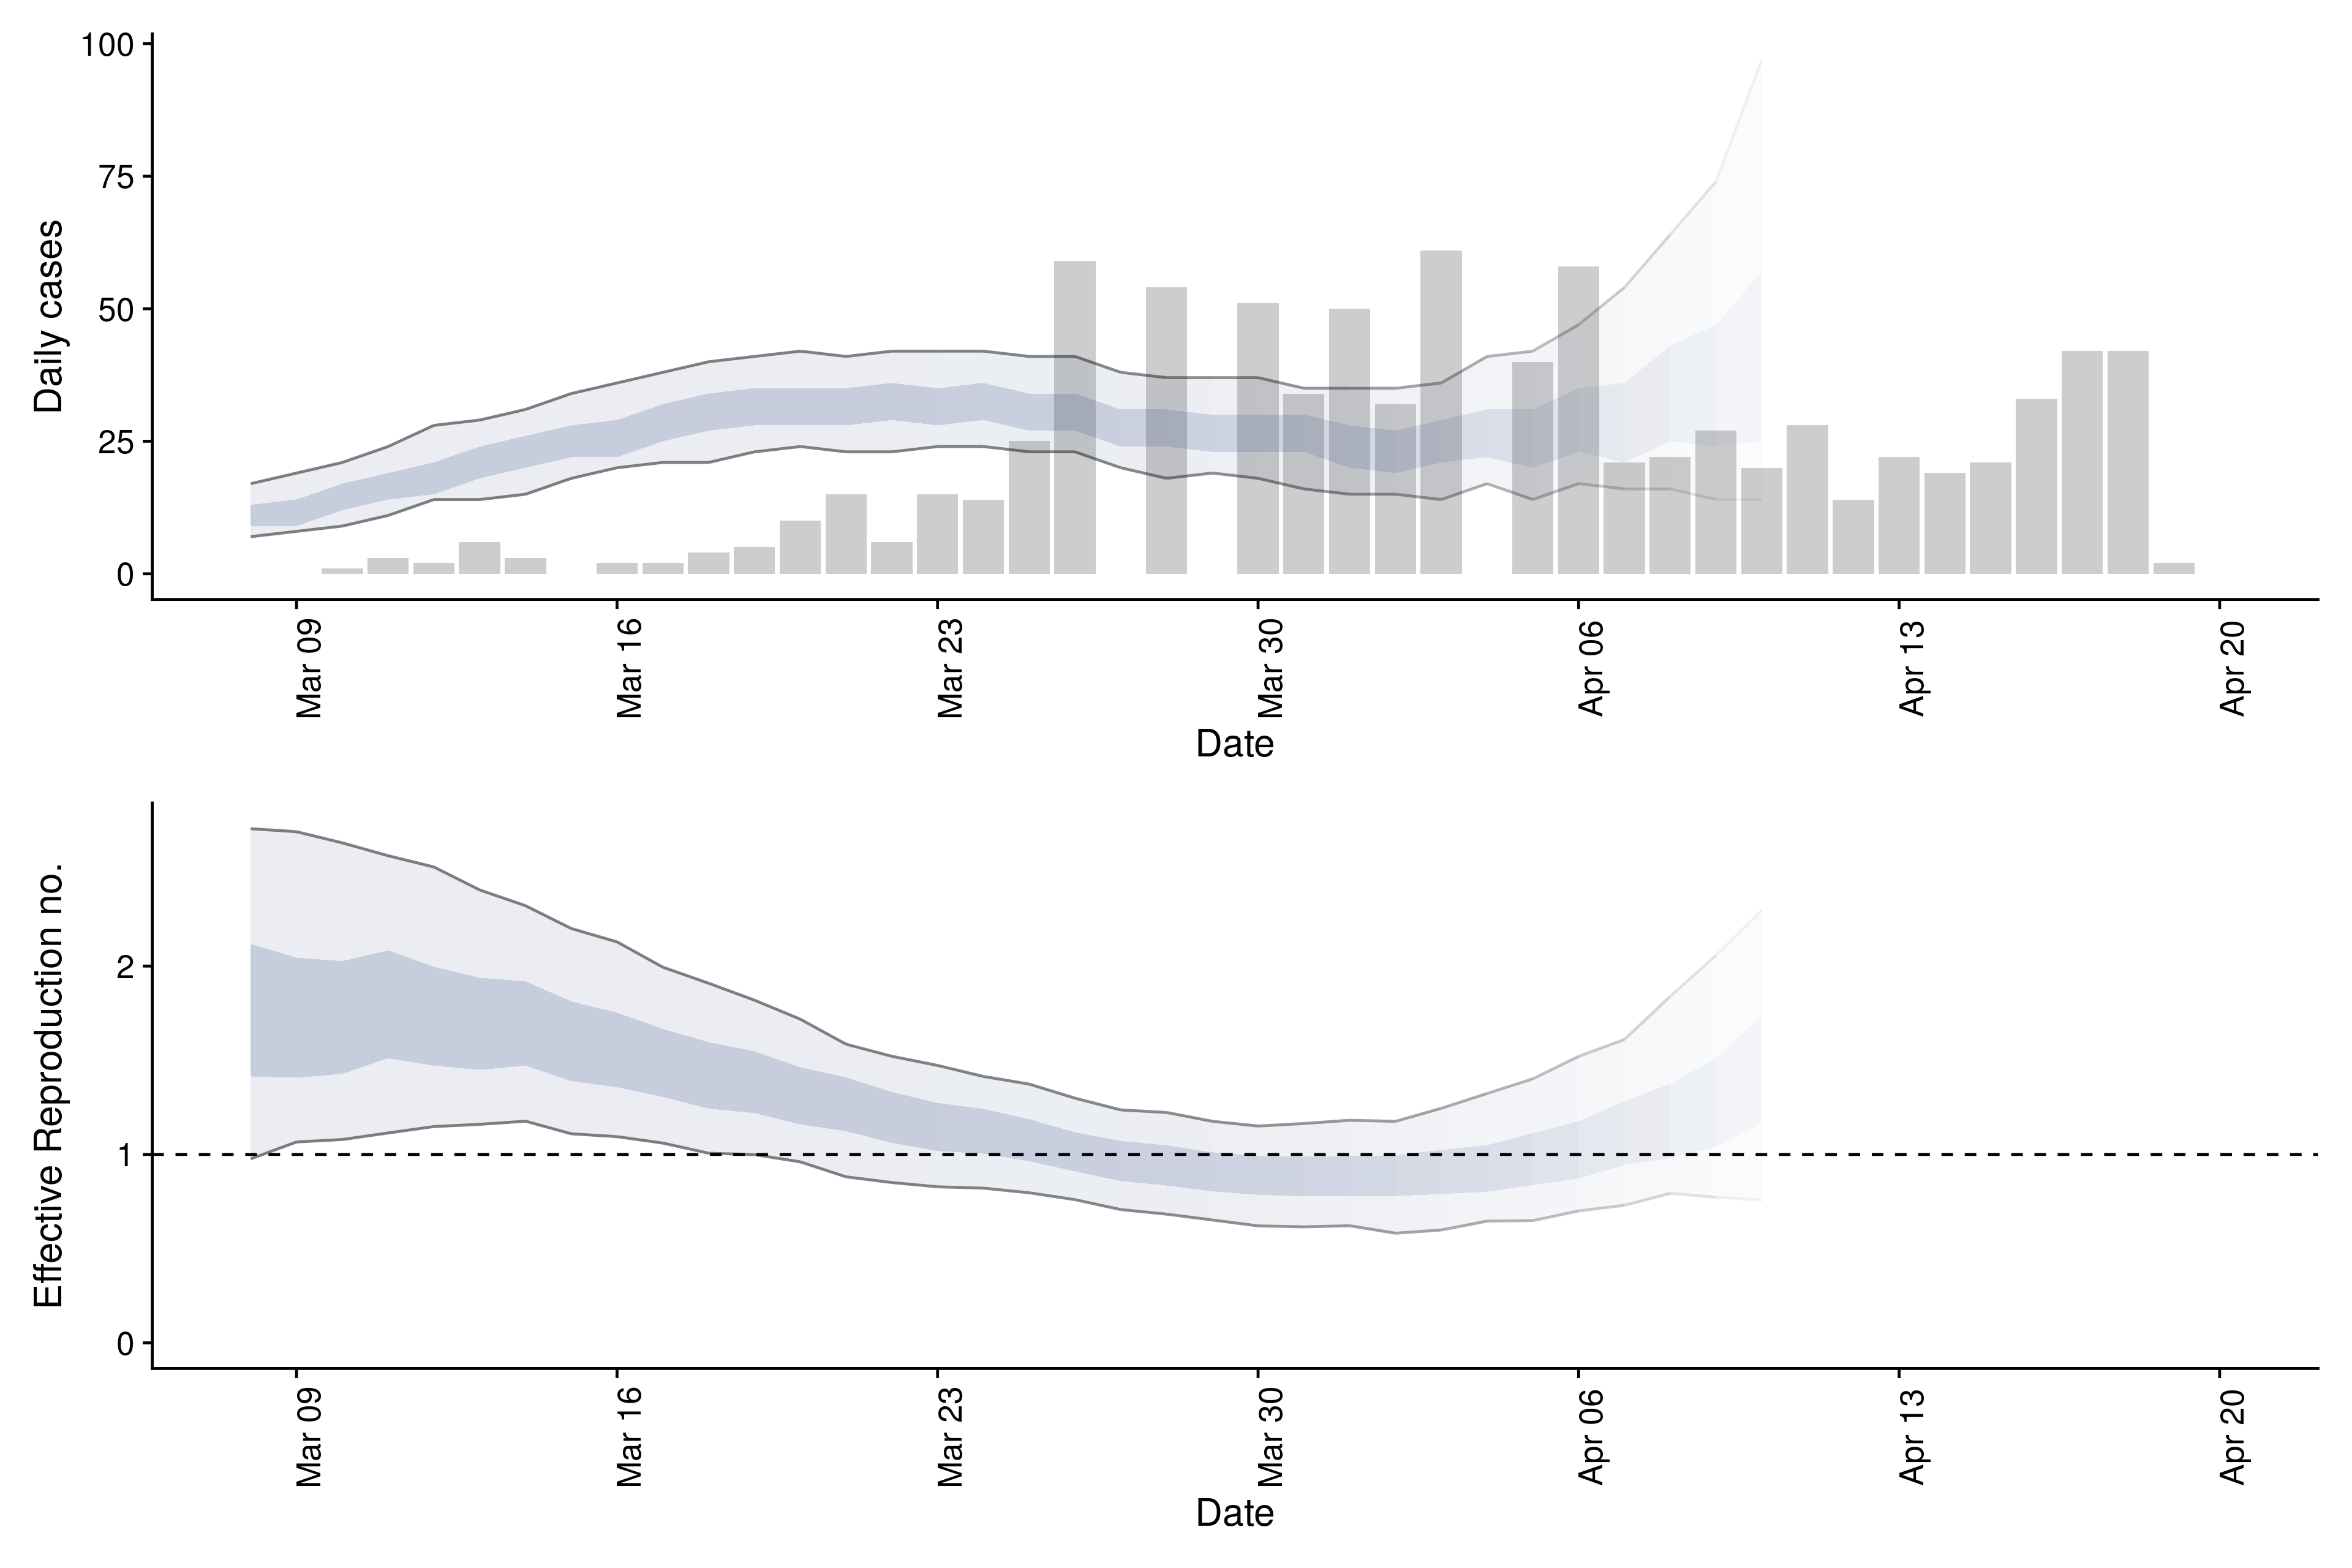 100
75
50
25
0
Daily cases
Mar 09
Mar 16
Mar 23
Mar 30
Apr 06
Apr 13
Apr 20
Date
2
1
0
Effective Reproduction no.
Mar 09
Mar 16
Mar 23
Mar 30
Apr 06
Apr 13
Apr 20
Date